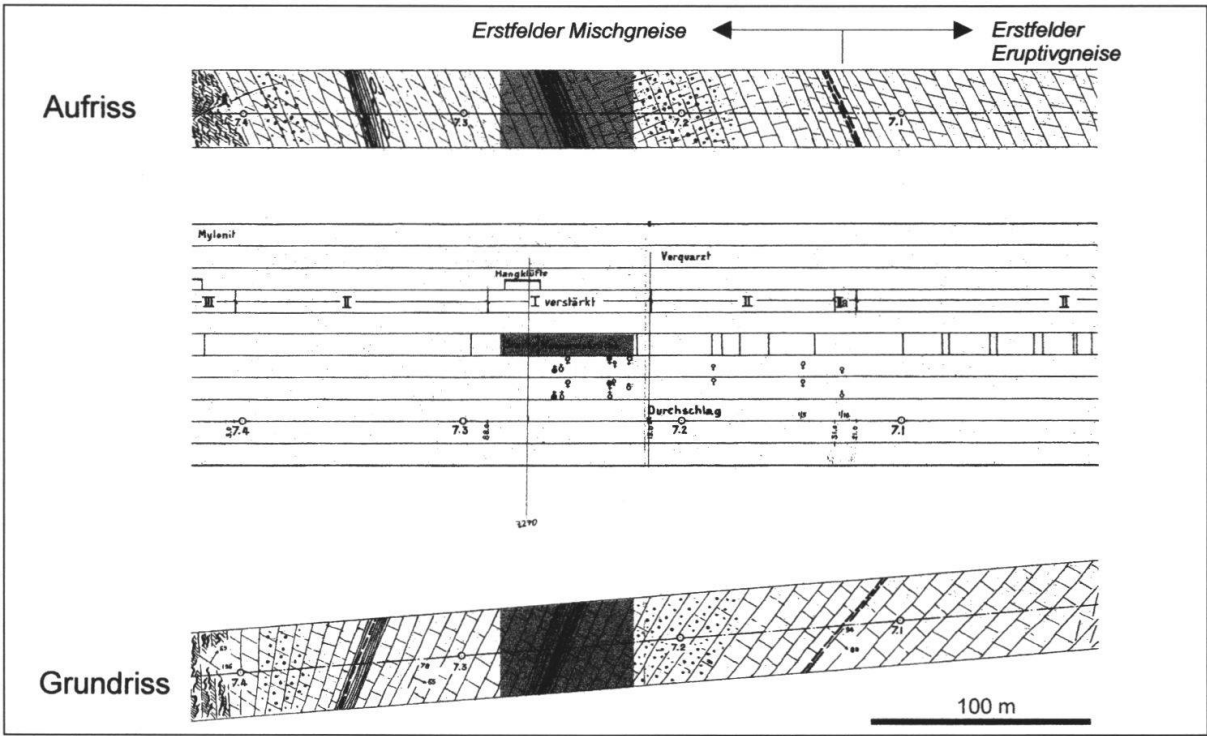 Erstfelder Mischgneise
Erstfelder
Eruptivgneise
Aufriss
7.4
7.3
7.2
7.1
Mylonit
Verquarzt
Hangklüfte
III
II
I verstärkt
II
II
Durchschlag
7.4
7.3
7.2
7.1
3270
7.4
7.3
7.2
7.1
Grundriss
100 m